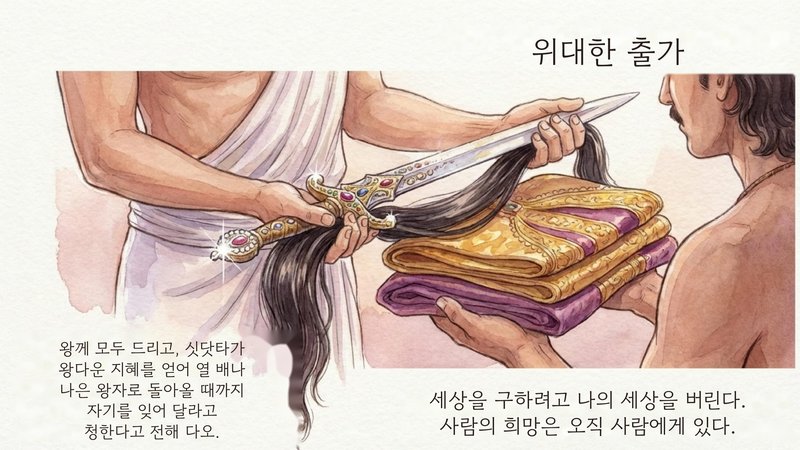 위대한 출가
왕께 모두 드리고, 싯닷타가
왕다운 지혜를 얻어 열 배나
나은 왕자로 돌아올 때까지
자기를 잊어 달라고
청한다고 전해 다오.
세상을 구하려고 나의 세상을 버린다.
사람의 희망은 오직 사람에게 있다.